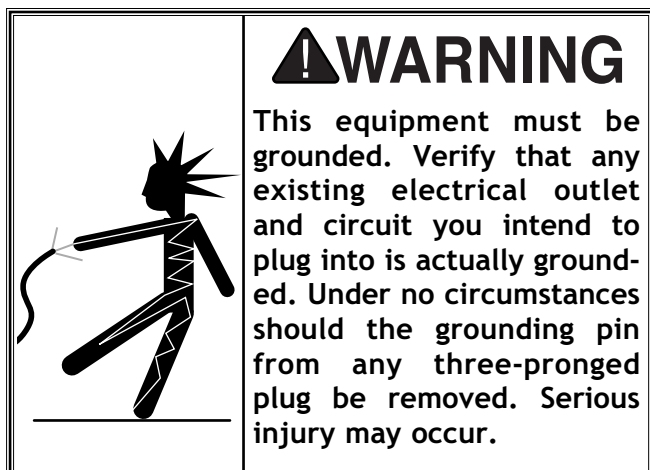 WARNING
This equipment must be
grounded. Verify that any
existing electrical outlet
and circuit you intend to
plug into is actually ground-
ed. Under no circumstances
should the grounding pin
from any three-pronged
plug be removed. Serious
injury may occur.